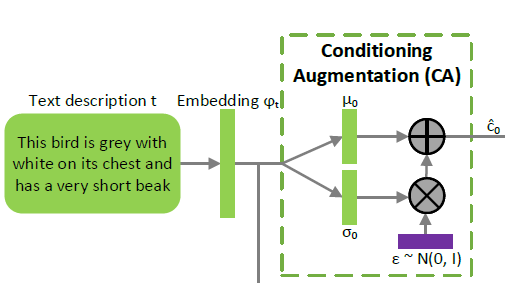 Conditioning
Augmentation (CA)
Text description t
Embedding φt
μ0
ĉ0
This bird is grey with
white on its chest and
has a very short beak
σ0
ε ~ N(0, I)